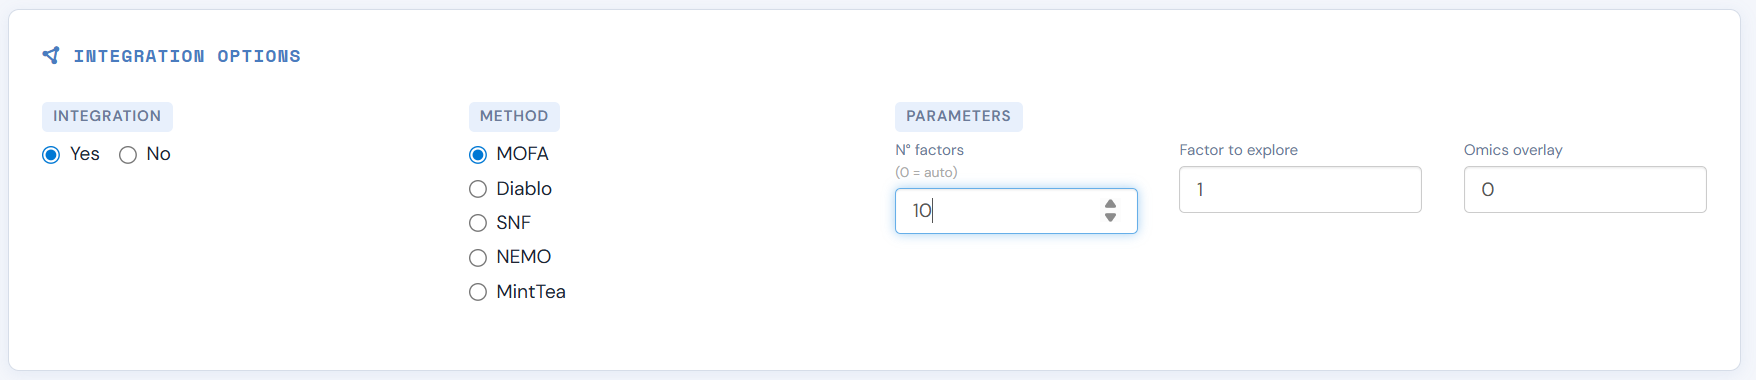 INTEGRATION OPTIONS
INTEGRATION
Yes No
METHOD
MOFA
Diablo
SNF
NEMO
MintTea
PARAMETERS
N° factors
(0 = auto)
10
Factor to explore
1
Omics overlay
0